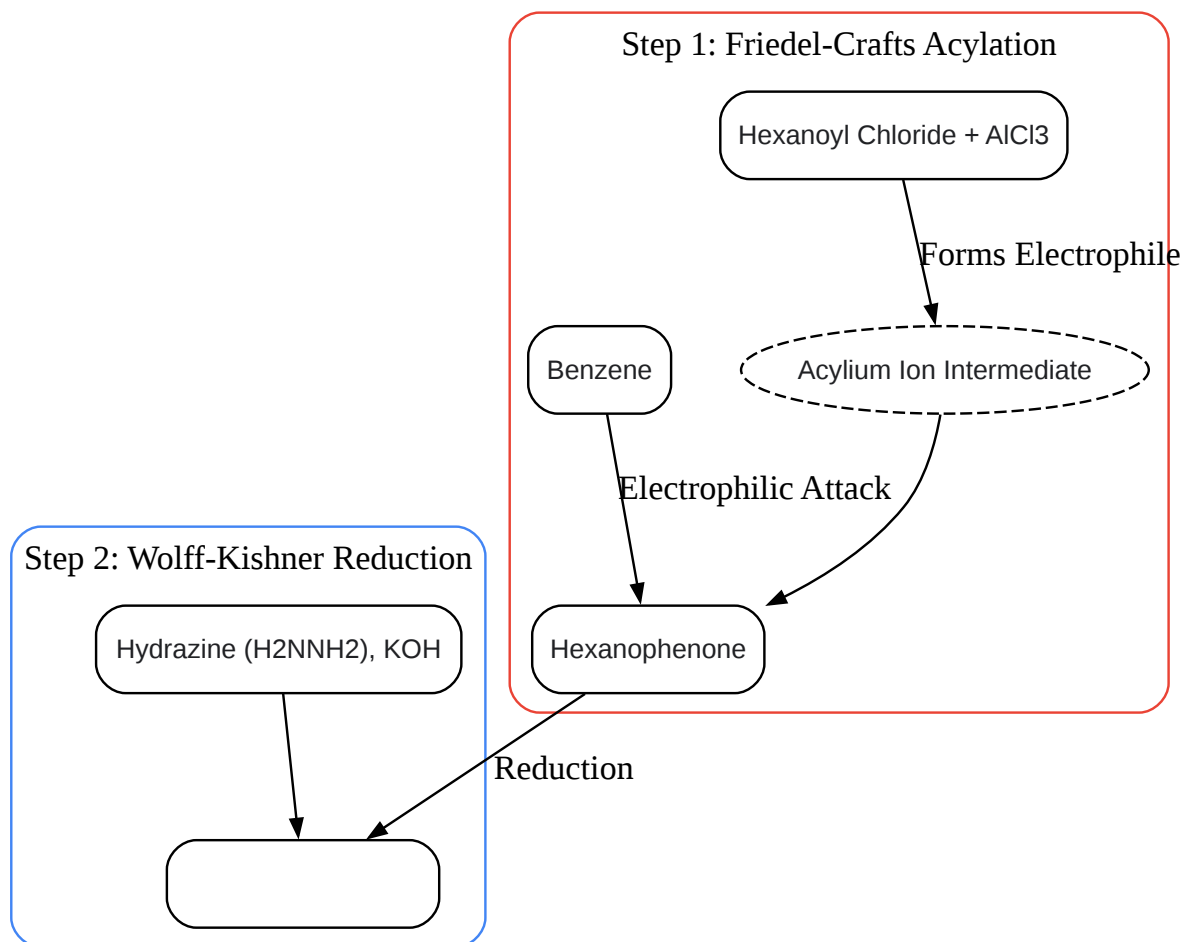 Step 1: Friedel-Crafts Acylation
Hexanoyl Chloride + AlCl3
Forms Electrophile
Benzene
Acylium Ion Intermediate
Electrophilic Attack
Step 2: Wolff-Kishner Reduction
Hydrazine (H2NNH2), KOH
Hexanophenone
Reduction